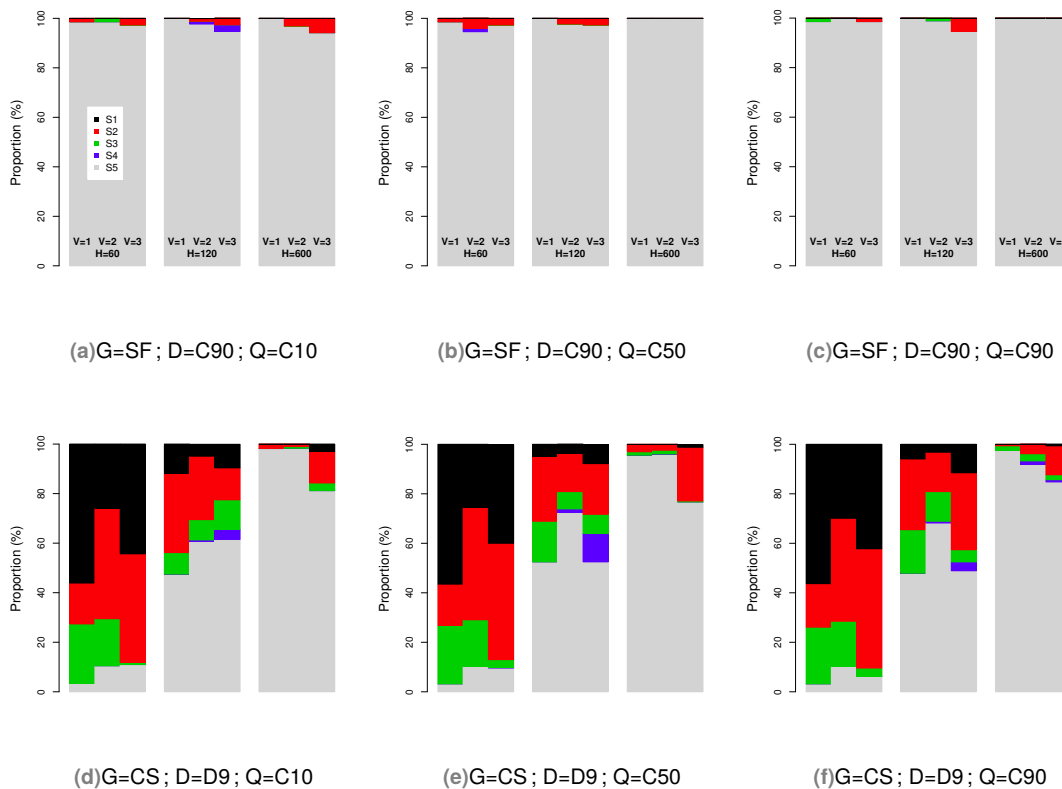 100
80
60
40
20
0
Proportion (%)
S1
S2
S3
S4
S5
V=1 V=2 V=3
H=60
V=1 V=2 V=3
H=120
V=1 V=2 V=3
H=600
(a)G=SF ; D=C90 ; Q=C10
100
80
60
40
20
0
Proportion (%)
V=1 V=2 V=3
H=60
V=1 V=2 V=3
H=120
V=1 V=2 V=3
H=600
(b)G=SF ; D=C90 ; Q=C50
100
80
60
40
20
0
Proportion (%)
V=1 V=2 V=3
H=60
V=1 V=2 V=3
H=120
V=1 V=2 V=
H=600
(c)G=SF ; D=C90 ; Q=C90
100
80
60
40
20
0
Proportion (%)
(d)G=CS ; D=D9 ; Q=C10
100
80
60
40
20
0
Proportion (%)
(e)G=CS ; D=D9 ; Q=C50
100
80
60
40
20
0
Proportion (%)
(f)G=CS ; D=D9 ; Q=C90